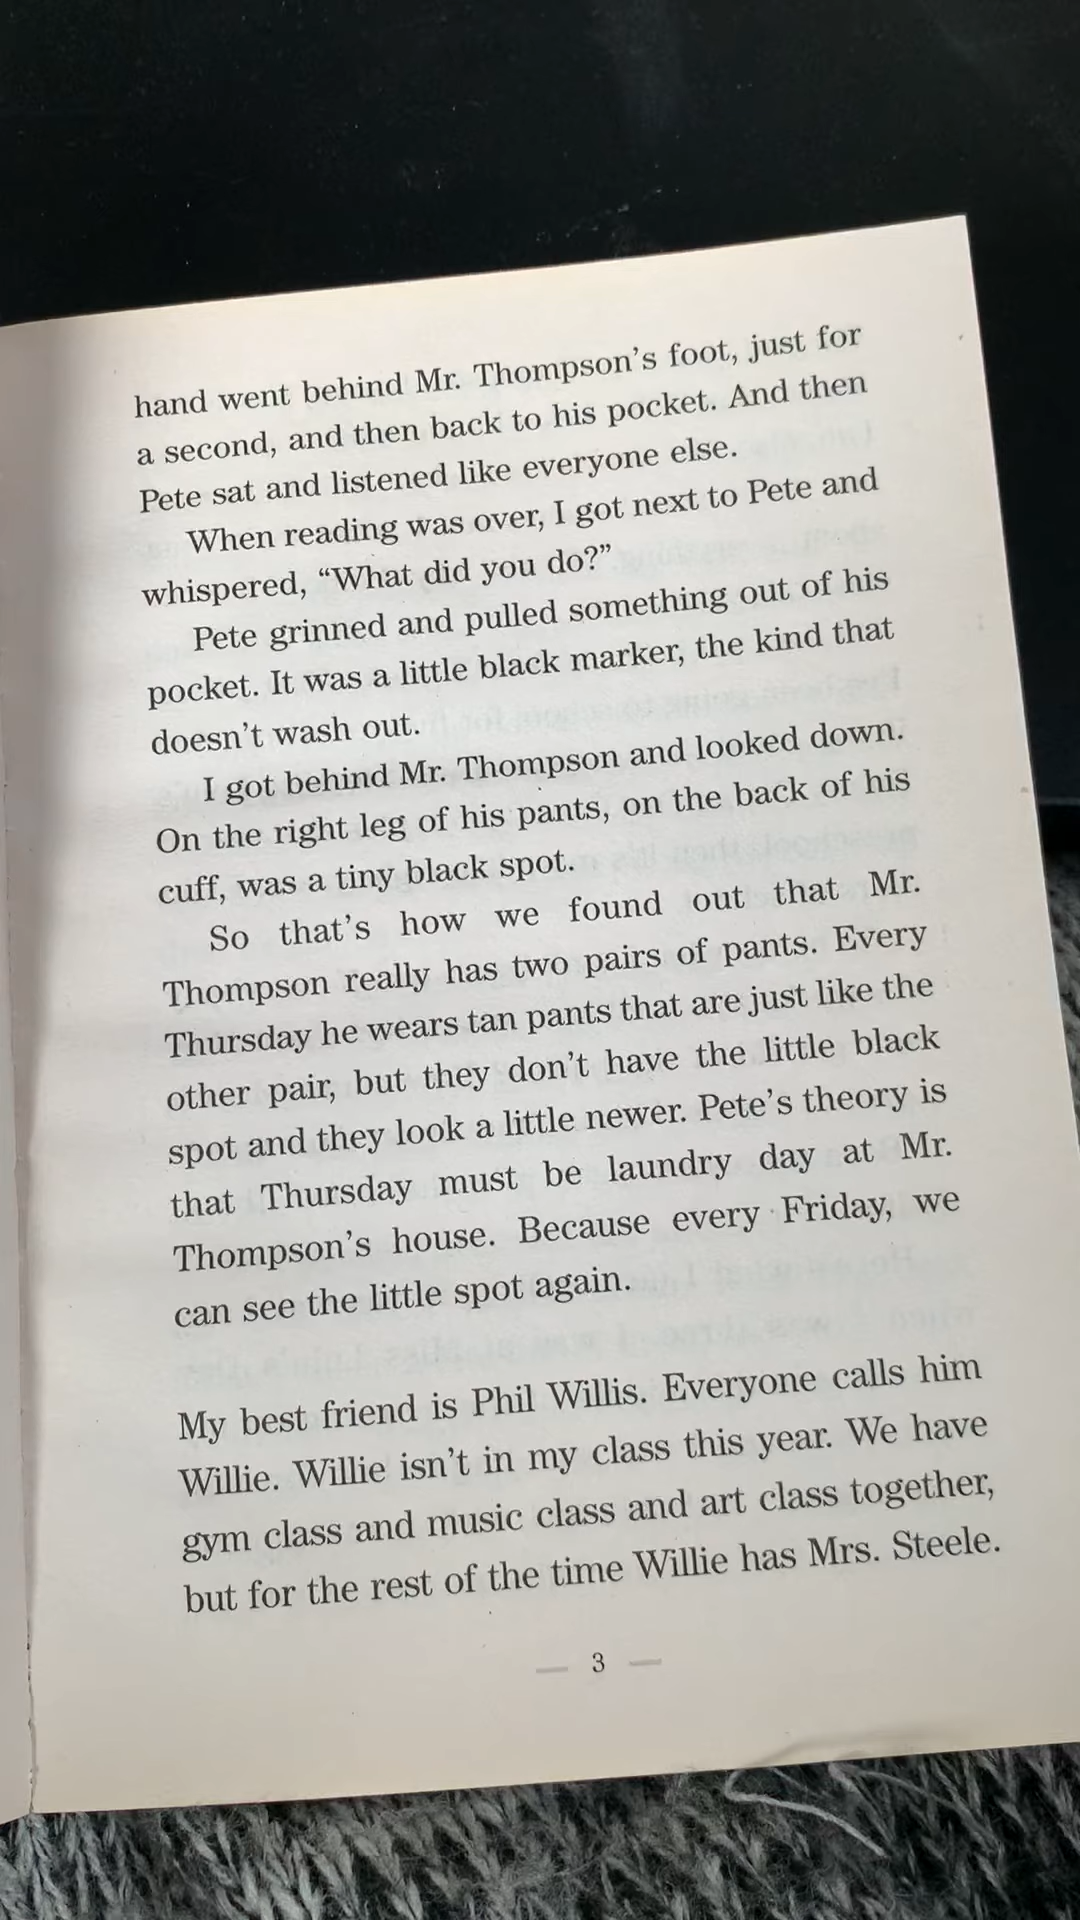 hand went behind Mr. Thompson’s foot, just for
a second, and then back to his pocket. And then
Pete sat and listened like everyone else.
When reading was over, I got next to Pete and
whispered, “What did you do?”
Pete grinned and pulled something out of his
pocket. It was a little black marker, the kind that
doesn’t wash out.
I got behind Mr. Thompson and looked down.
On the right leg of his pants, on the back of his
cuff, was a tiny black spot.
So that’s how we found out that Mr.
Thompson really has two pairs of pants. Every
Thursday he wears tan pants that are just like the
other pair, but they don’t have the little black
spot and they look a little newer. Pete’s theory is
that Thursday must be laundry day at Mr.
Thompson’s house. Because every Friday, we
can see the little spot again.
My best friend is Phil Willis. Everyone calls him
Willie. Willie isn’t in my class this year. We have
gym class and music class and art class together,
but for the rest of the time Willie has Mrs. Steele.
— 3 —